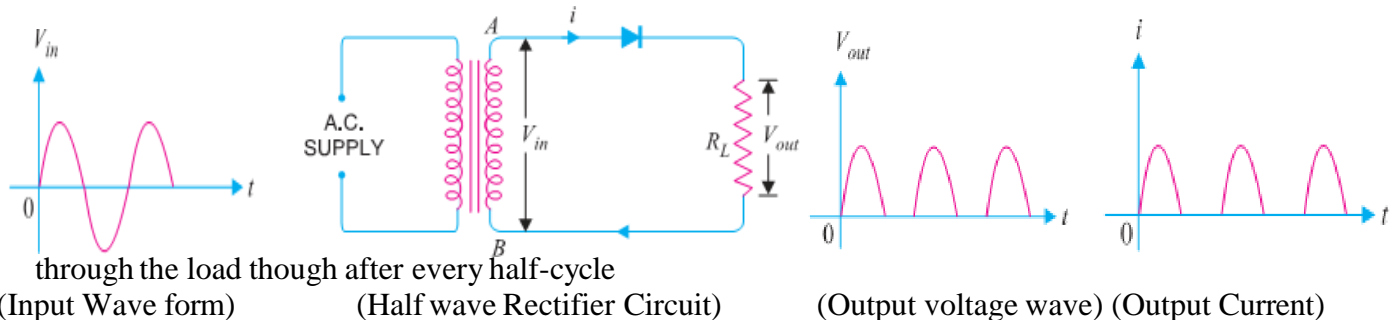 V_in
0
t
A.C.
SUPPLY
A
i
V_in
B
R_L
V_out
V_out
0
t
i
0
t
through the load though after every half-cycle
(Input Wave form) (Half wave Rectifier Circuit) (Output voltage wave) (Output Current)